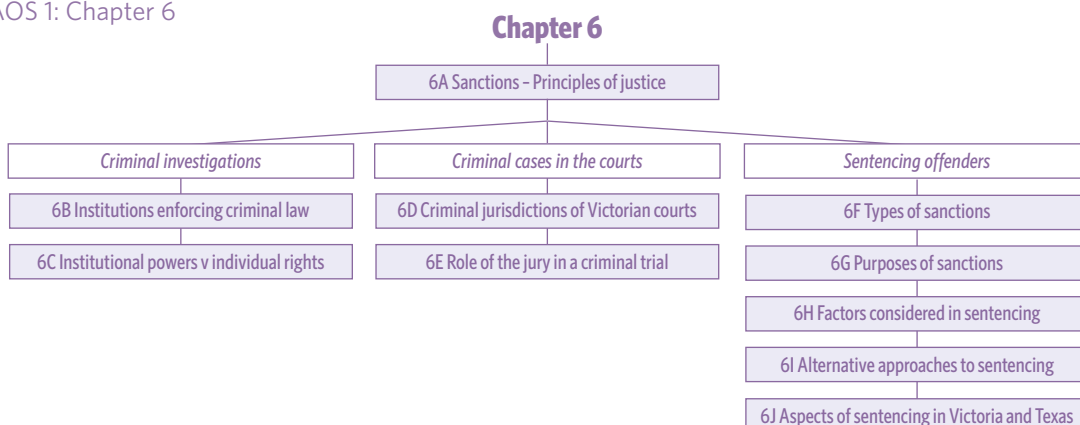 AOS 1: Chapter 6
Chapter 6
6A Sanctions – Principles of justice
Criminal investigations
6B Institutions enforcing criminal law
6C Institutional powers v individual rights
Criminal cases in the courts
6D Criminal jurisdictions of Victorian courts
6E Role of the jury in a criminal trial
Sentencing offenders
6F Types of sanctions
6G Purposes of sanctions
6H Factors considered in sentencing
6I Alternative approaches to sentencing
6J Aspects of sentencing in Victoria and Texas